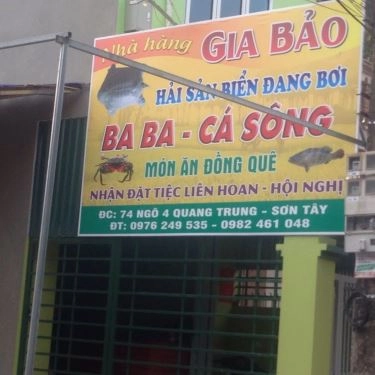 Nhà hàng GIA BẢO
HẢI SẢN BIỂN ĐANG BƠI
BA BA - CÁ SÔNG
MÓN ĂN ĐỒNG QUÊ
NHẬN ĐẶT TIỆC LIÊN HOAN - HỘI NGHỊ
ĐC: 74 NGÕ 4 QUANG TRUNG - SƠN TÂY
ĐT: 0976 249 535 - 0982 461 048